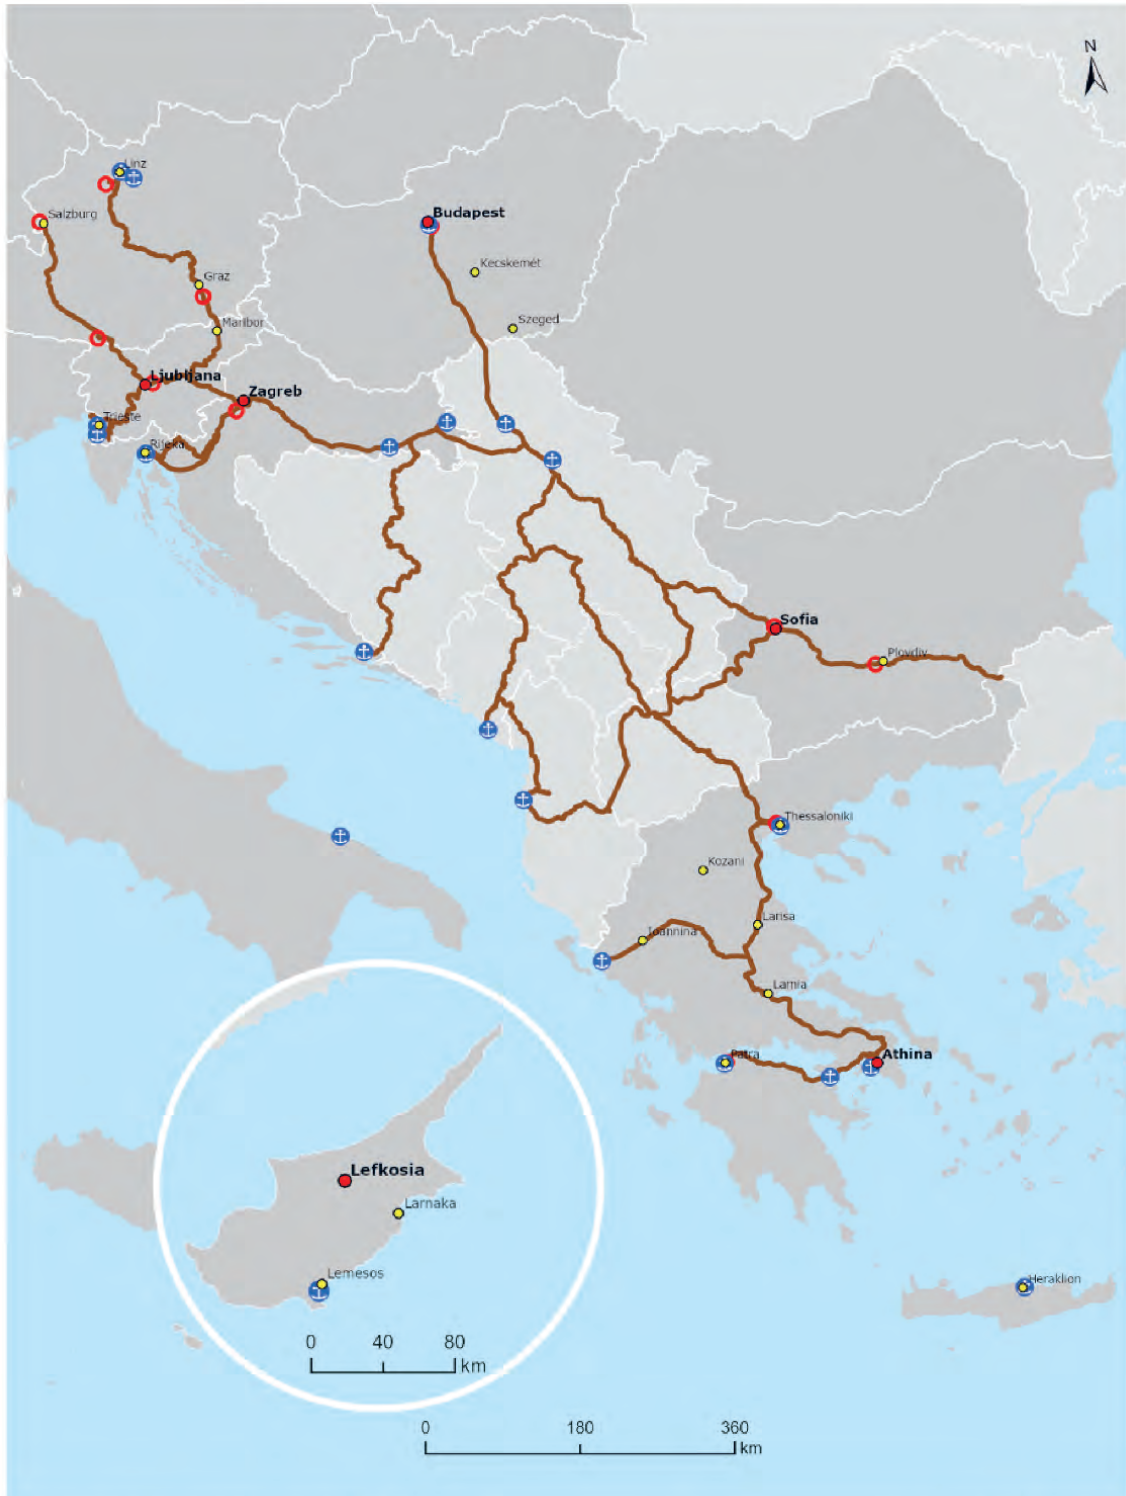 N
Linz
Salzburg
Budapest
Kecskemét
Graz
Szeged
Maribor
Ljubljana
Zagreb
Trieste
Rijeka
Sofia
Plovdiv
Thessaloniki
Kozani
Larisa
Ioannina
Lamia
Patra
Athina
Lefkosia
Larnaka
Lemesos
Heraklion
0 40 80
km
0 180 360
km